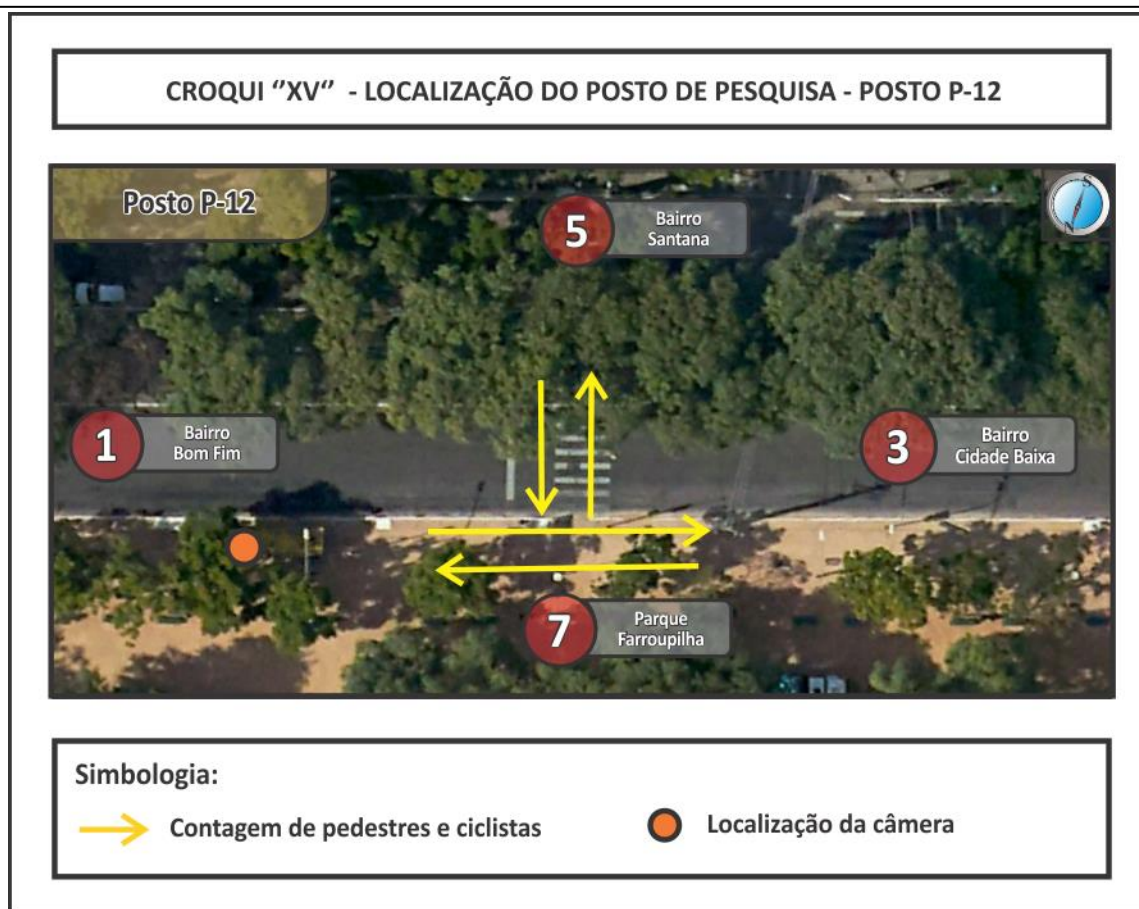 CROQUI ‘’XV‘’ - LOCALIZAÇÃO DO POSTO DE PESQUISA - POSTO P-12
Posto P-12
S
N
5
Bairro
Santana
1
Bairro
Bom Fim
3
Bairro
Cidade Baixa
7
Parque
Farroupilha
Simbologia:
Contagem de pedestres e ciclistas
Localização da câmera